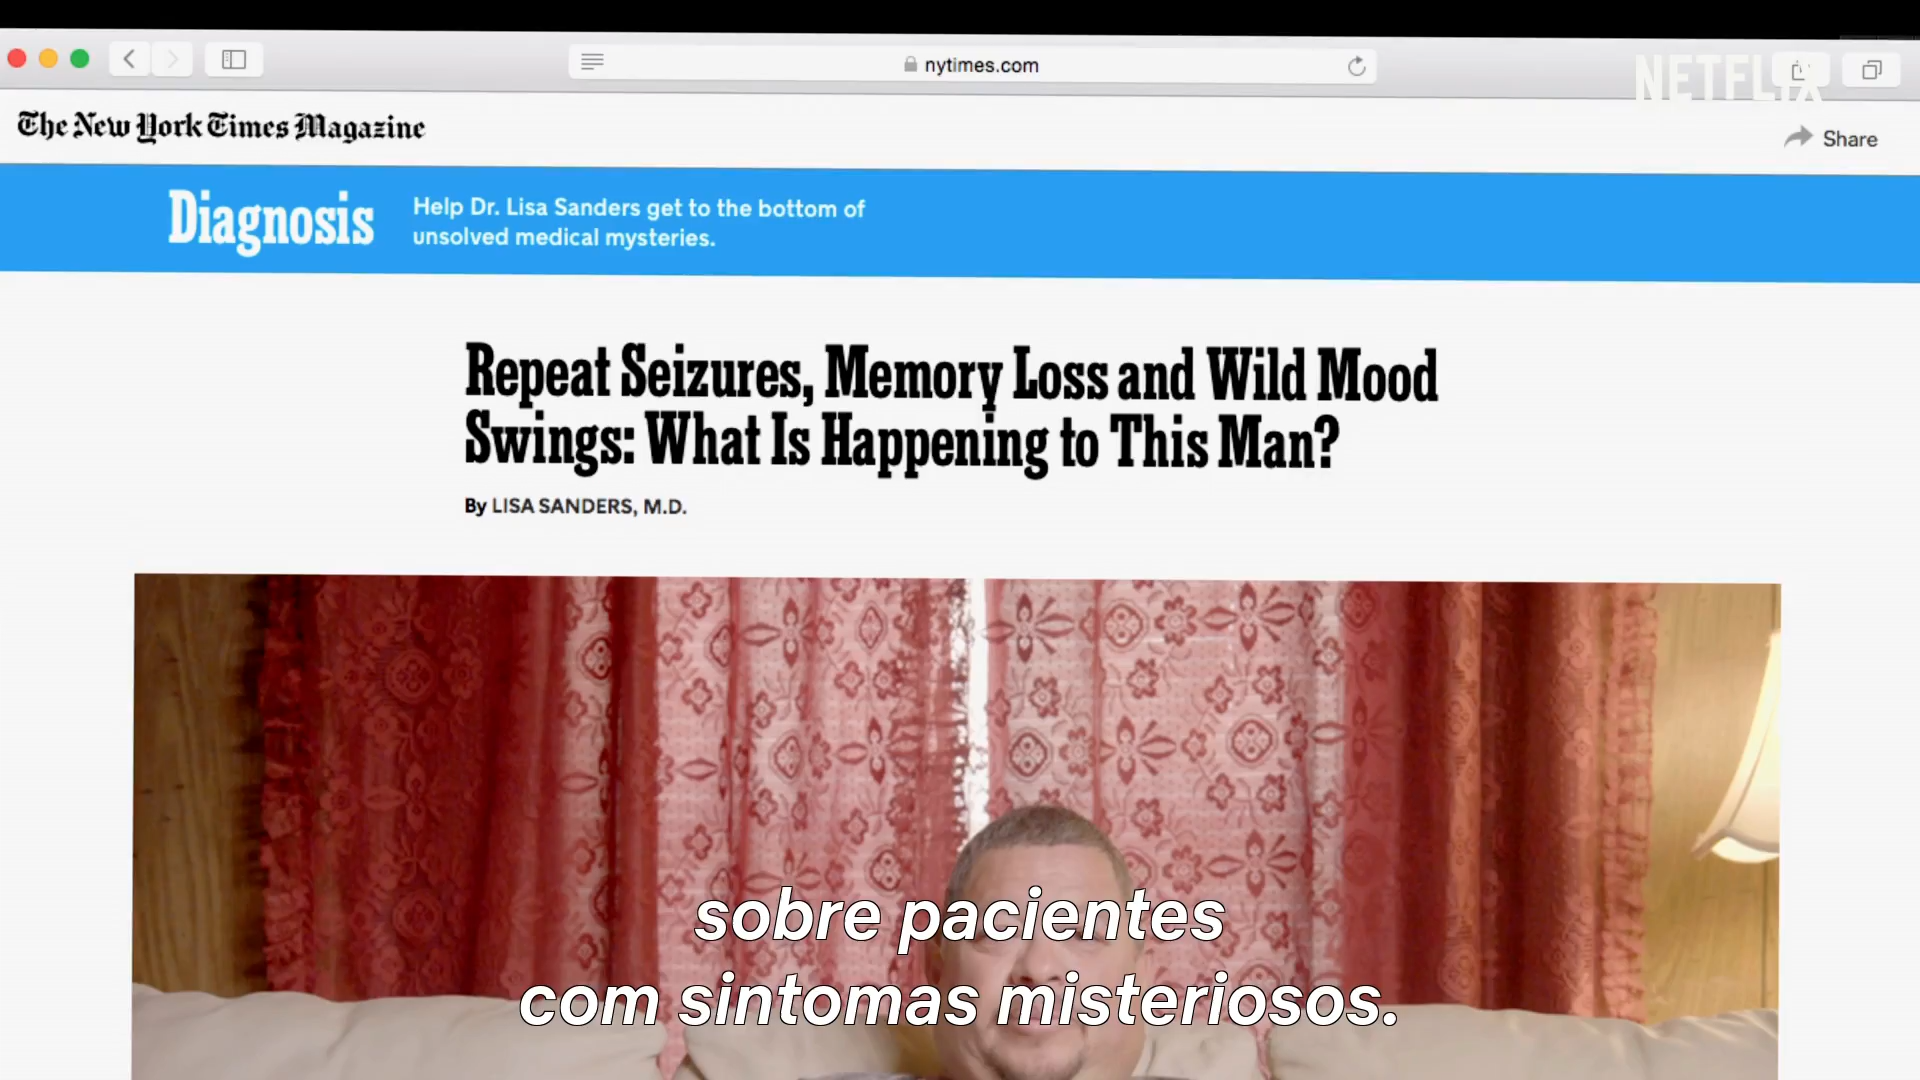 nytimes.com
NETFLIX
The New York Times Magazine
Share
Diagnosis
Help Dr. Lisa Sanders get to the bottom of
unsolved medical mysteries.
Repeat Seizures, Memory Loss and Wild Mood
Swings: What Is Happening to This Man?
By LISA SANDERS, M.D.
sobre pacientes
com sintomas misteriosos.